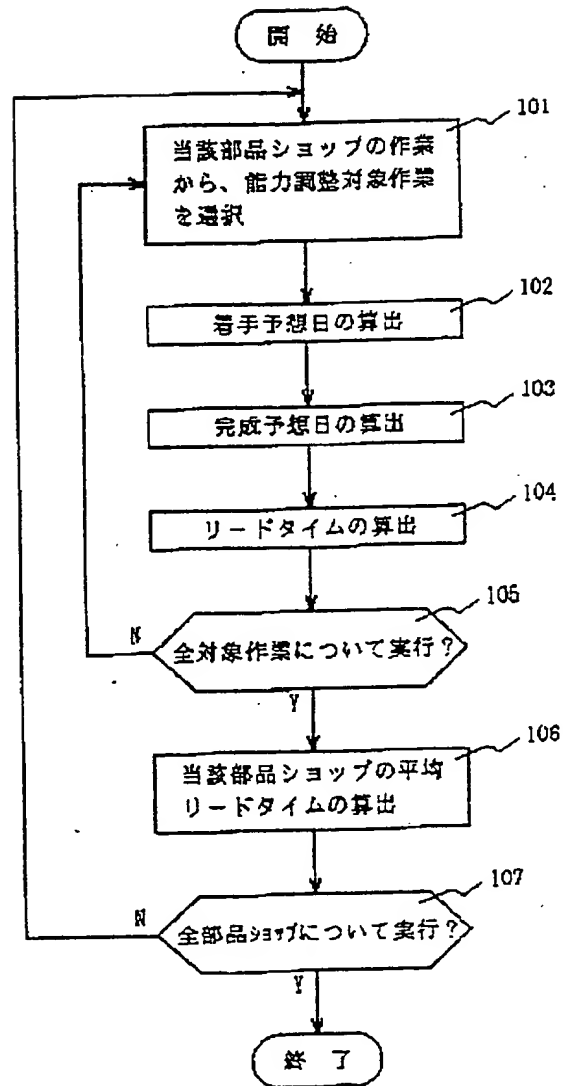 開 始
101
当該部品ショップの作業
から、能力調整対象作業
を選択
102
着手予想日の算出
103
完成予想日の算出
104
リードタイムの算出
105
全対象作業について実行?
N
Y
106
当該部品ショップの平均
リードタイムの算出
107
全部品ショップについて実行?
N
Y
終 了